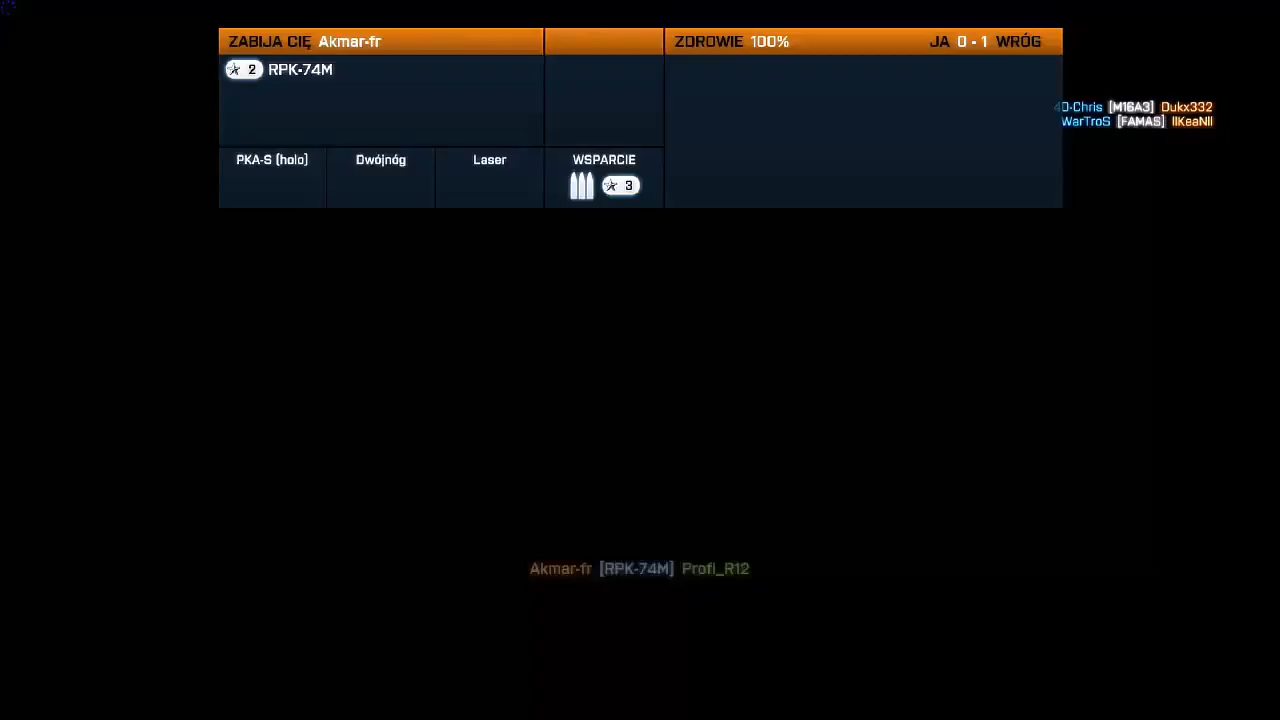 ZABIJA CIĘ Akmar-fr ZDROWIE 100% JA 0 - 1 WRÓG
2 RPK-74M
PKA-S (holo) Dwójnóg Laser WSPARCIE
3
4D-Chris [M16A3] Dukx332
WarTroS [FAMAS] IIKeaNII
Akmar-fr [RPK-74M] Profi_R12